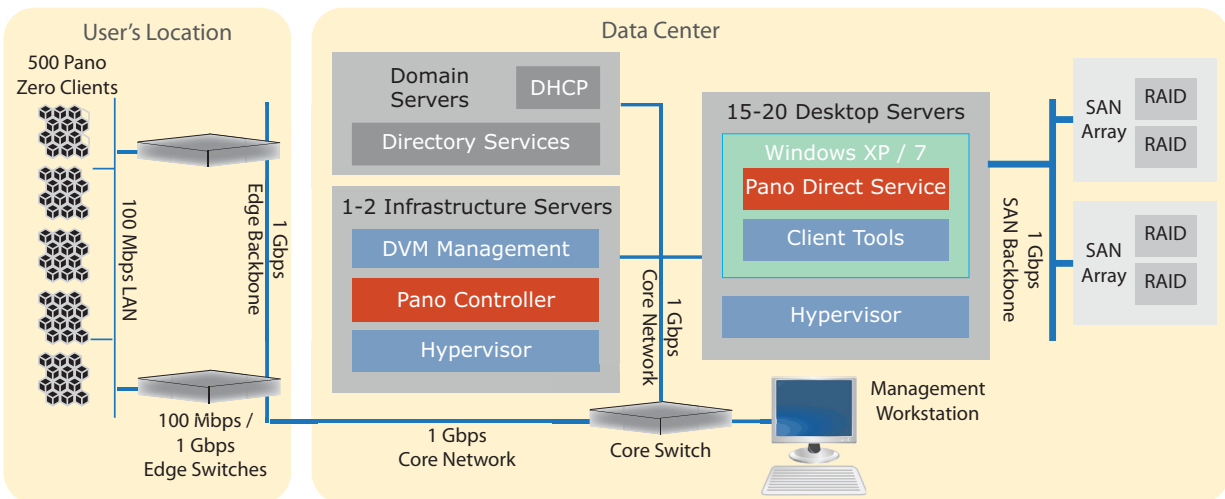 User's Location
500 Pano
Zero Clients
100 Mbps LAN
1 Gbps
Edge Backbone
100 Mbps /
1 Gbps
Edge Switches
Data Center
Domain
Servers
DHCP
Directory Services
1-2 Infrastructure Servers
DVM Management
Pano Controller
Hypervisor
1 Gbps
Core Network
1 Gbps
Core Network
Core Switch
15-20 Desktop Servers
Windows XP / 7
Pano Direct Service
Client Tools
Hypervisor
Management
Workstation
1 Gbps
SAN Backbone
SAN
Array
RAID
RAID
SAN
Array
RAID
RAID